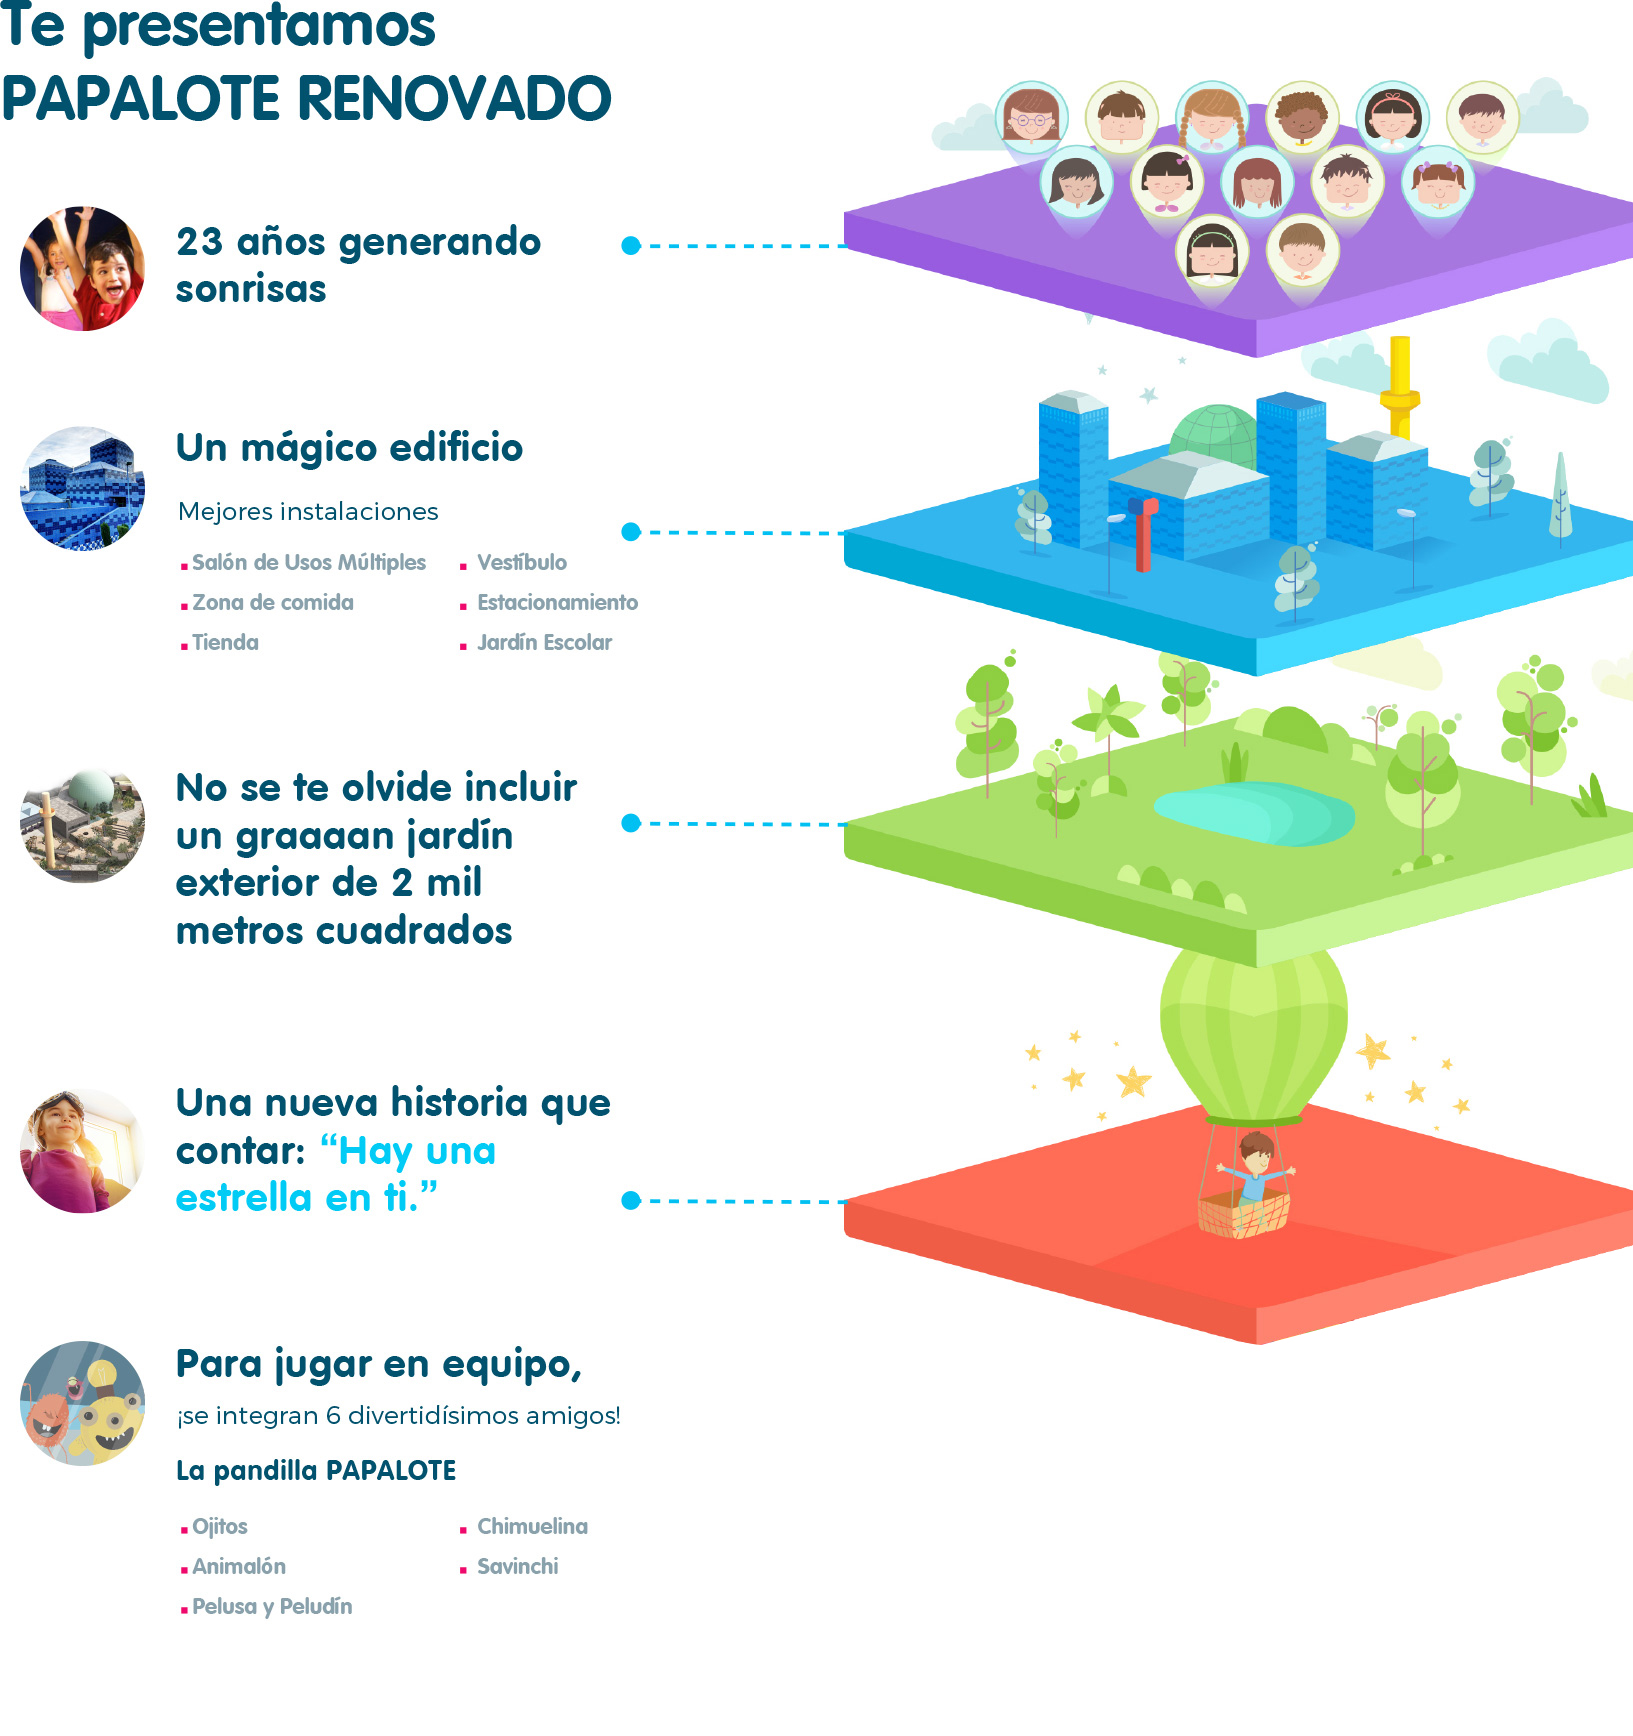 Te presentamos
PAPALOTE RENOVADO
23 años generando
sonrisas
Un mágico edificio
Mejores instalaciones
Salón de Usos Múltiples
Zona de comida
Tienda
Vestíbulo
Estacionamiento
Jardín Escolar
No se te olvide incluir
un graaaan jardín
exterior de 2 mil
metros cuadrados
Una nueva historia que
contar: “Hay una
estrella en ti.”
Para jugar en equipo,
¡se integran 6 divertidísimos amigos!
La pandilla PAPALOTE
Ojitos
Animalón
Pelusa y Peludín
Chimuelina
Savinchi